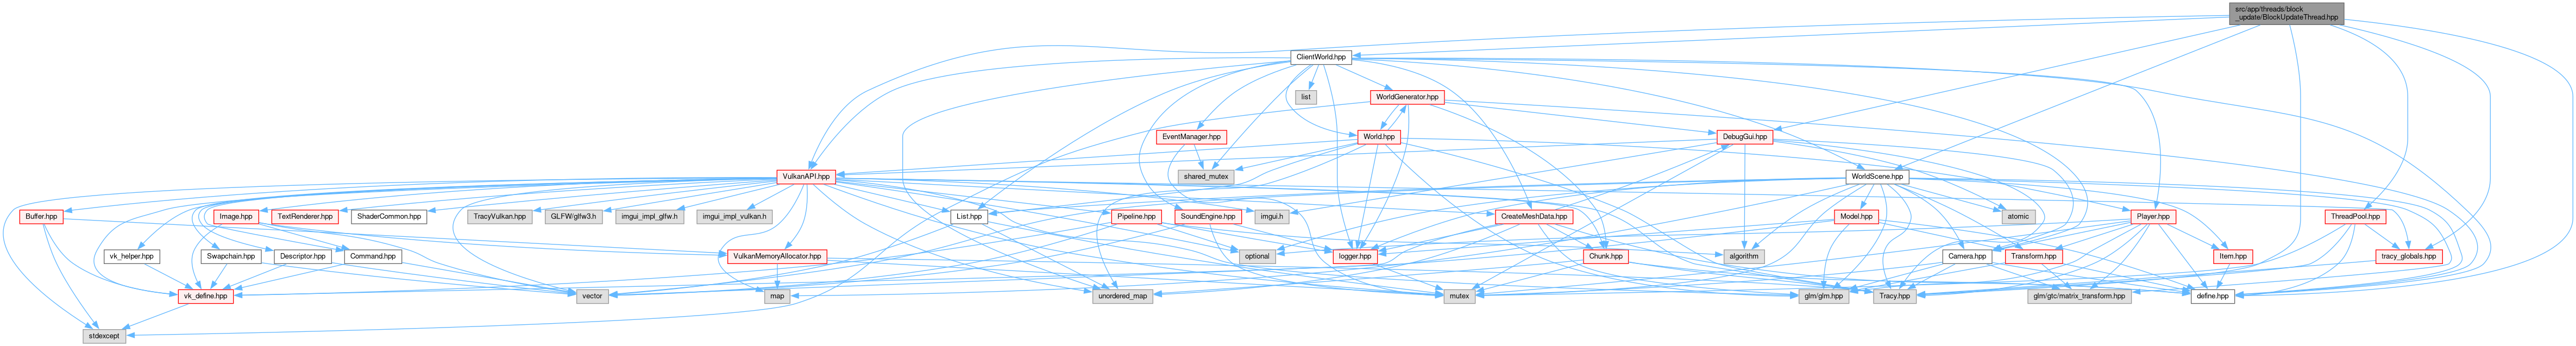 src/app/threads/block
_update/BlockUpdateThread.hpp
ClientWorld.hpp
list
WorldGenerator.hpp
EventManager.hpp
World.hpp
DebugGui.hpp
shared_mutex
VulkanAPI.hpp
WorldScene.hpp
Buffer.hpp
Image.hpp
TextRenderer.hpp
ShaderCommon.hpp
TracyVulkan.hpp
GLFW/glfw3.h
imgui_impl_glfw.h
imgui_impl_vulkan.h
List.hpp
Pipeline.hpp
SoundEngine.hpp
imgui.h
CreateMeshData.hpp
Model.hpp
atomic
Player.hpp
ThreadPool.hpp
vk_helper.hpp
Swapchain.hpp
Descriptor.hpp
Command.hpp
VulkanMemoryAllocator.hpp
optional
logger.hpp
Chunk.hpp
algorithm
Camera.hpp
Transform.hpp
Item.hpp
tracy_globals.hpp
vk_define.hpp
vector
map
unordered_map
mutex
glm/glm.hpp
Tracy.hpp
glm/gtc/matrix_transform.hpp
define.hpp
stdexcept